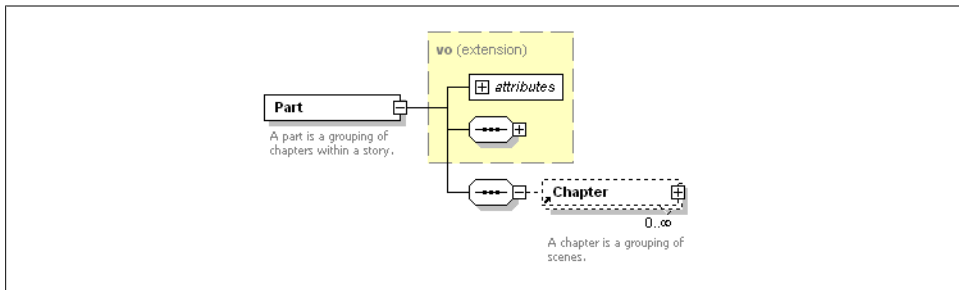 vo (extension)
attributes
Part
A part is a grouping of
chapters within a story.
Chapter
0..∞
A chapter is a grouping of
scenes.